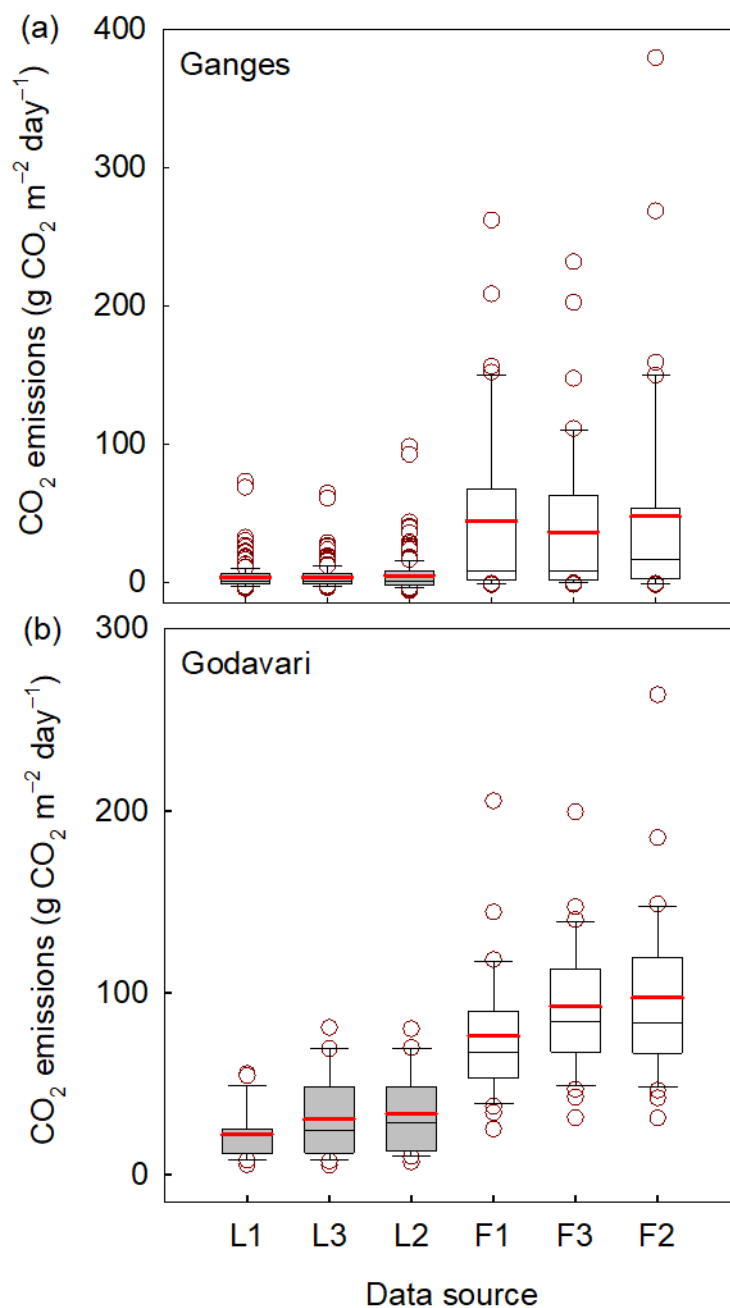 (a)
Ganges
CO₂ emissions (g CO₂ m⁻² day⁻¹)
400
300
200
100
0
(b)
Godavari
CO₂ emissions (g CO₂ m⁻² day⁻¹)
300
200
100
0
L1 L3 L2 F1 F3 F2
Data source